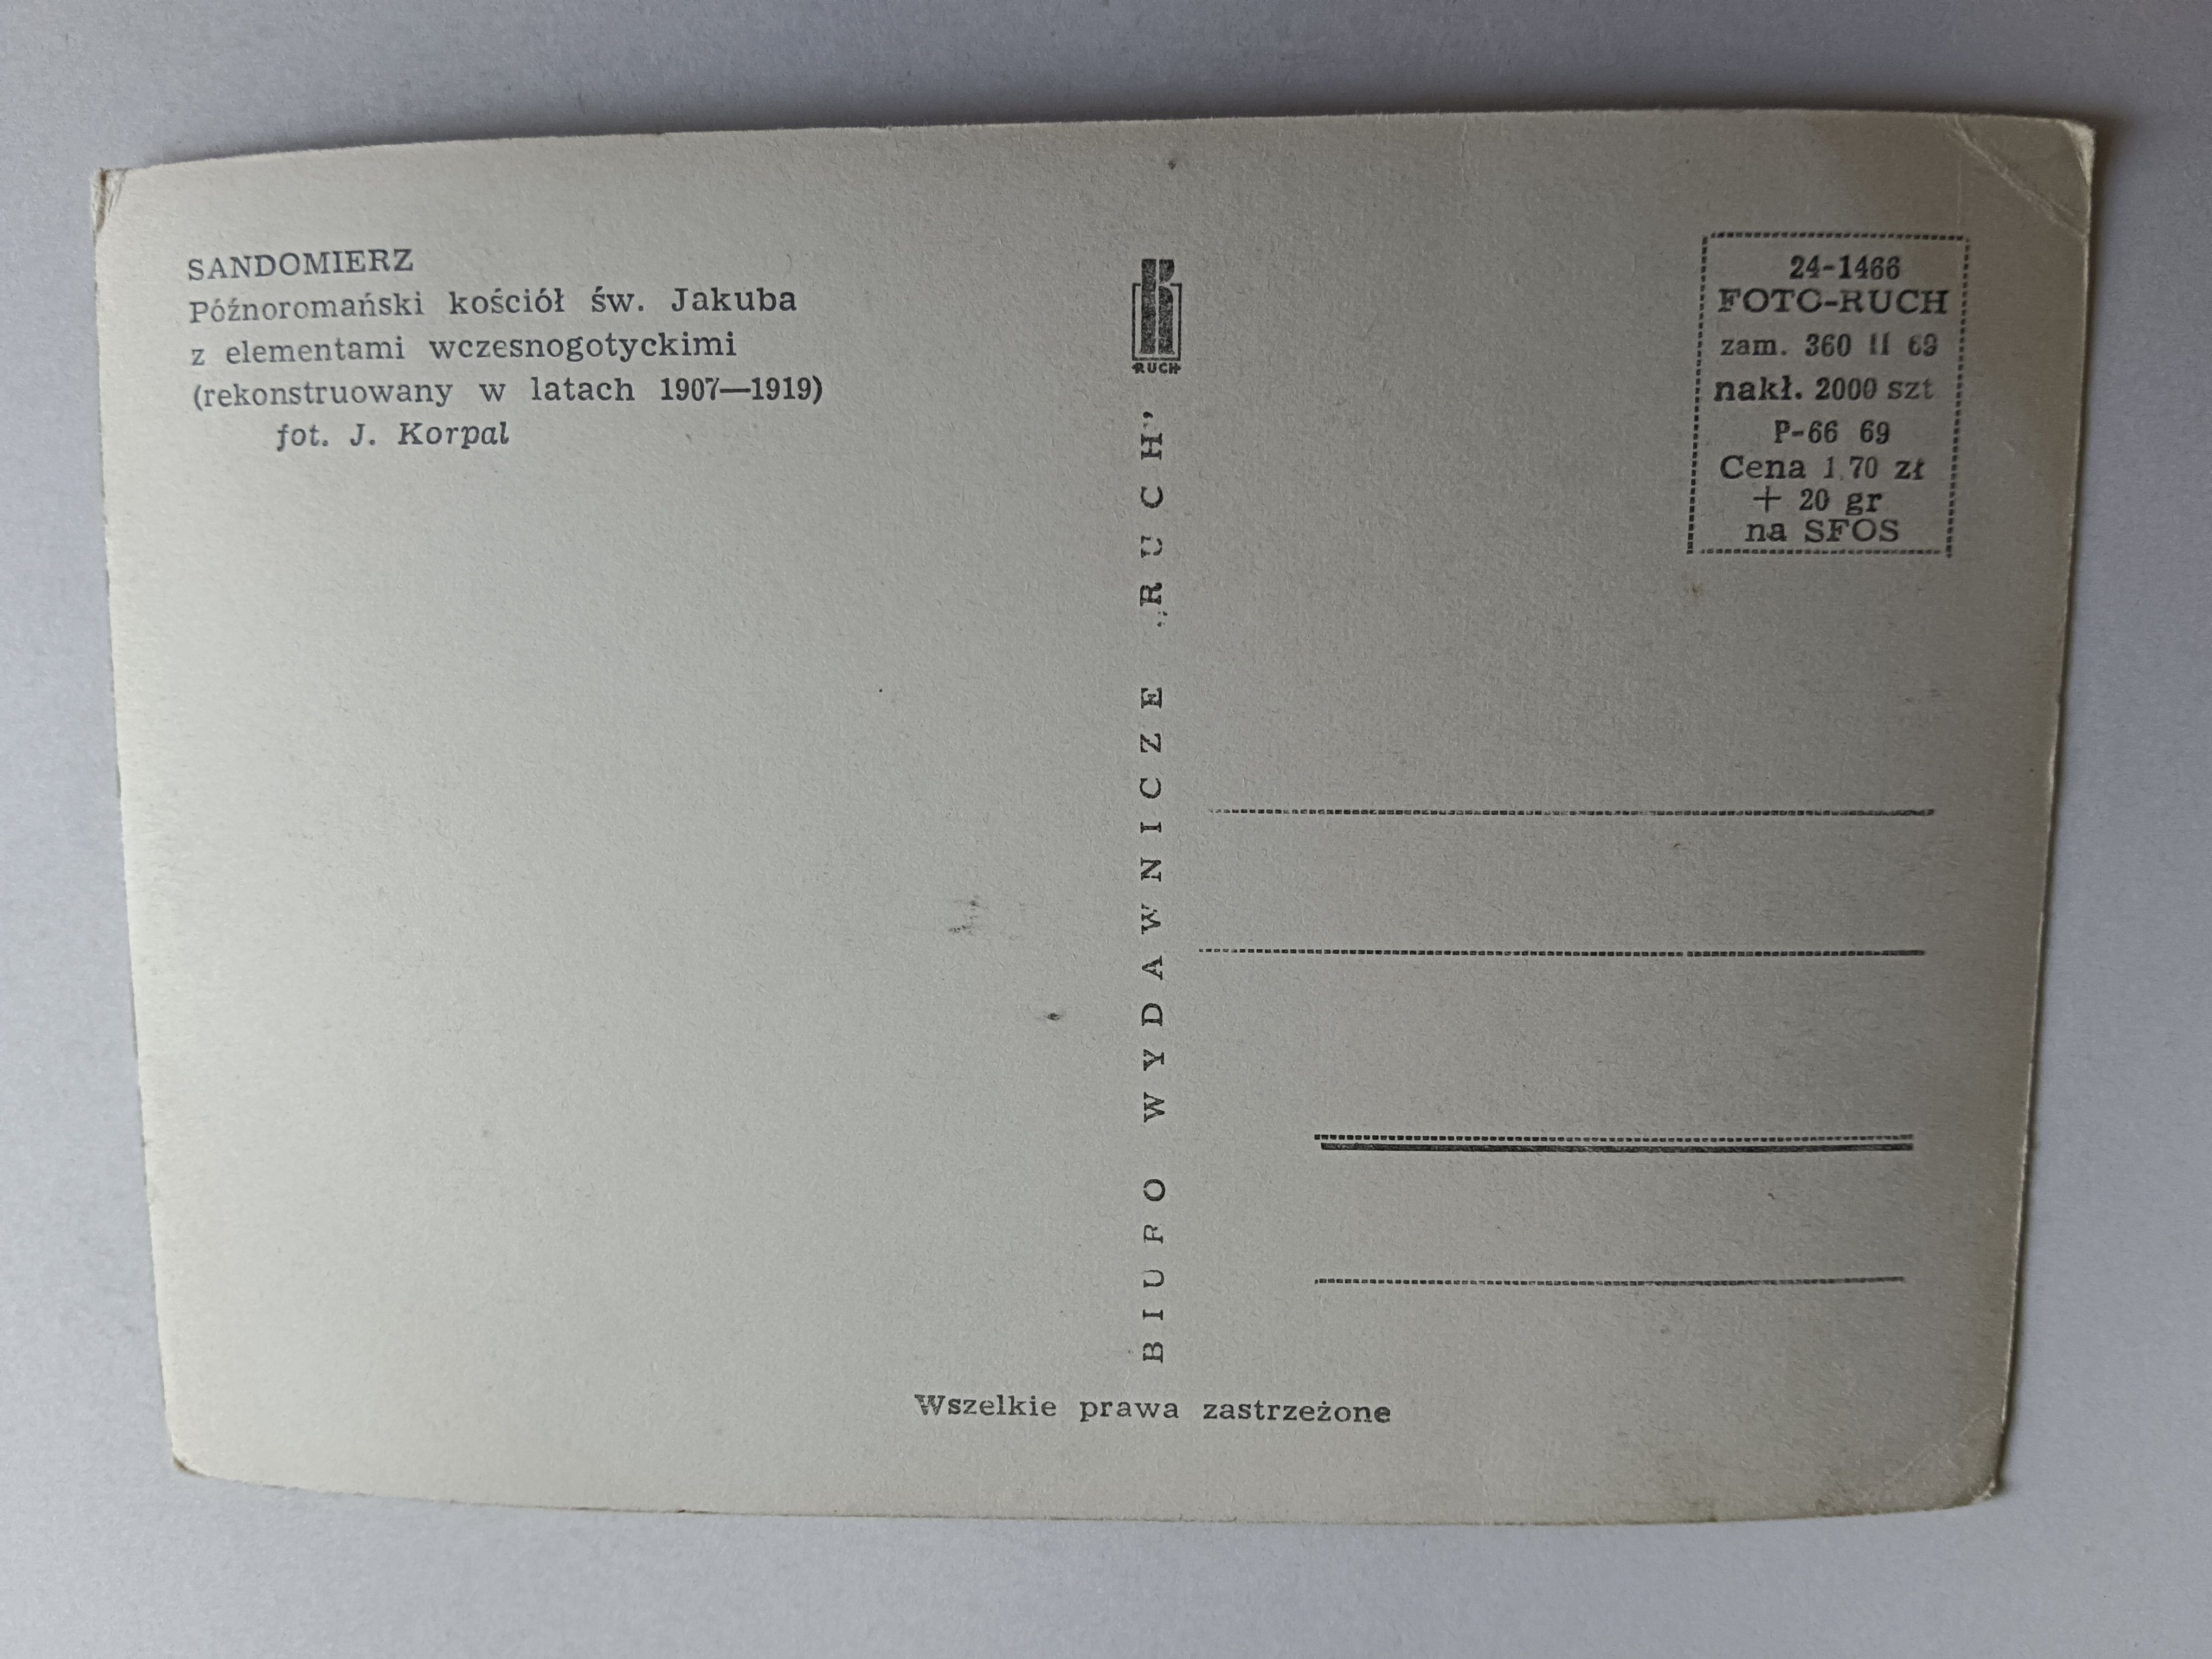 SANDOMIERZ
Późnoromański kościół św. Jakuba
z elementami wczesnogotyckimi
(rekonstruowany w latach 1907—1919)
fot. J. Korpal
RUCH
BIURO WYDAWNICZE „RUCH”
24-1466
FOTO-RUCH
zam. 360 II 69
nakł. 2000 szt
P-66 69
Cena 1,70 zł
+ 20 gr
na SFOS
Wszelkie prawa zastrzeżone